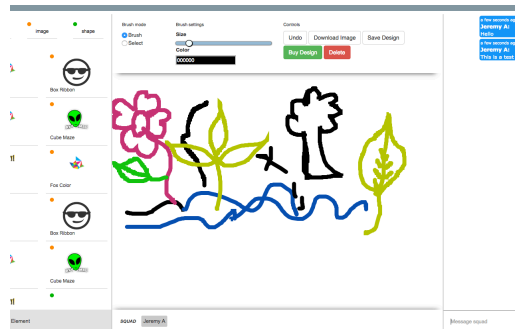 image shape
Box Ribbon
Cube Maze
Fox Color
Box Ribbon
Cube Maze
Element
Brush mode
Brush
Select
Brush settings
Size
Color
000000
Controls
Undo Download Image Save Design
Buy Design Delete
SQUAD Jeremy A
a few seconds ag
Jeremy A:
Hello
a few seconds ag
Jeremy A:
This is a test
Message squad